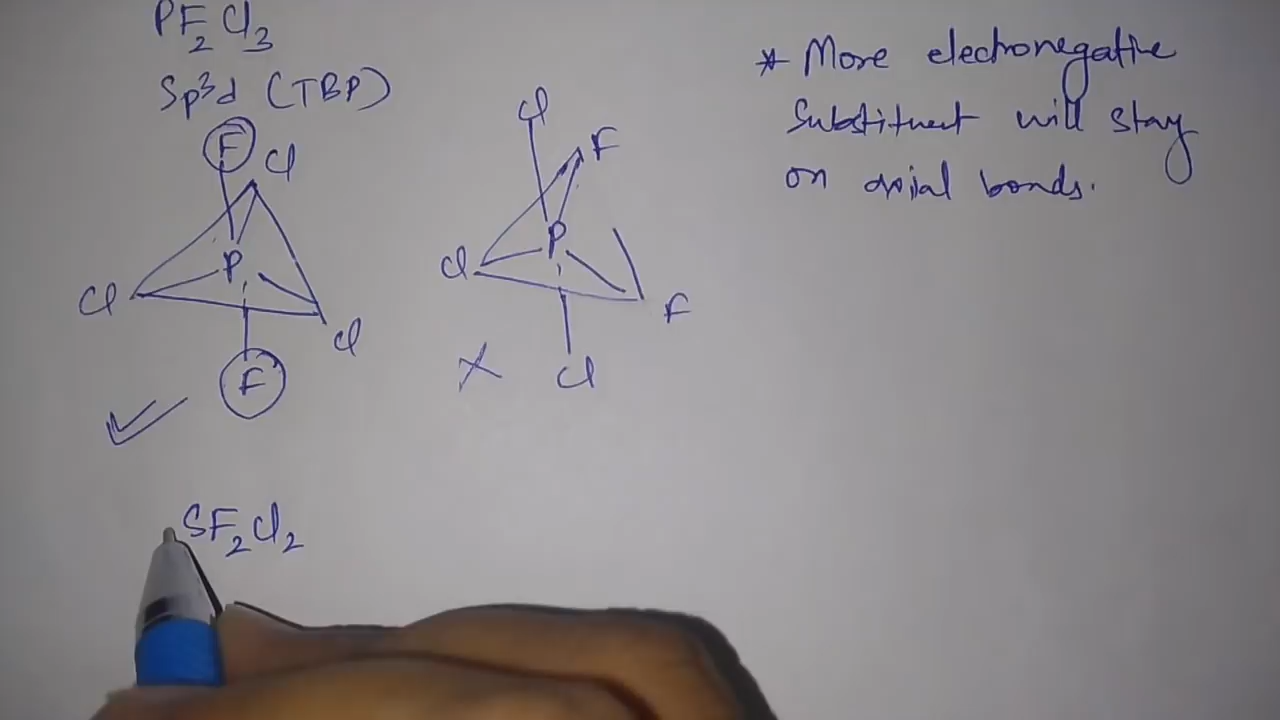 PF₂Cl₃
Sp³d (TBP)
F
Cl
P
Cl
Cl
F
Cl
F
P
Cl
F
Cl
* More electronegative
Substituent will stay
on axial bonds.
SF₂Cl₂